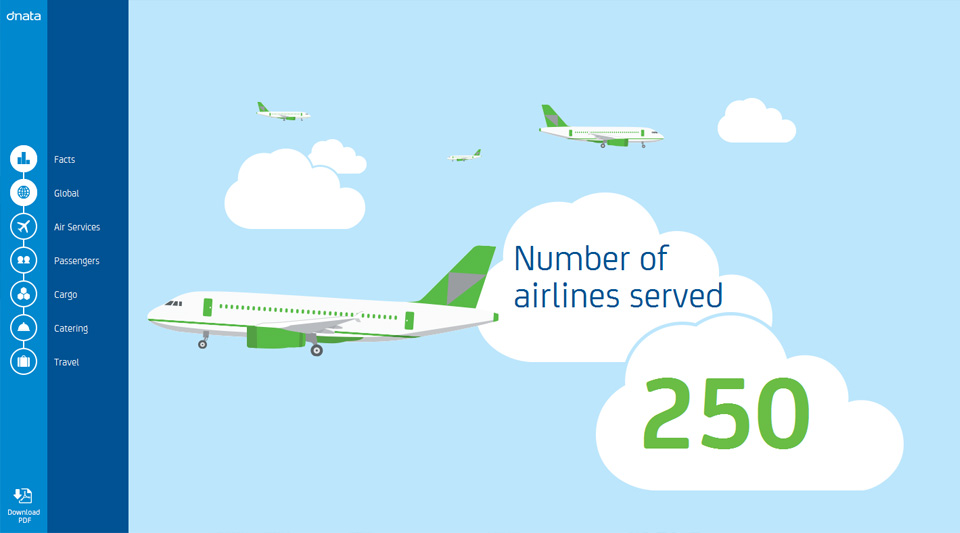 dnata
Facts
Global
Air Services
Passengers
Cargo
Catering
Travel
Download
PDF
Number of
airlines served
250